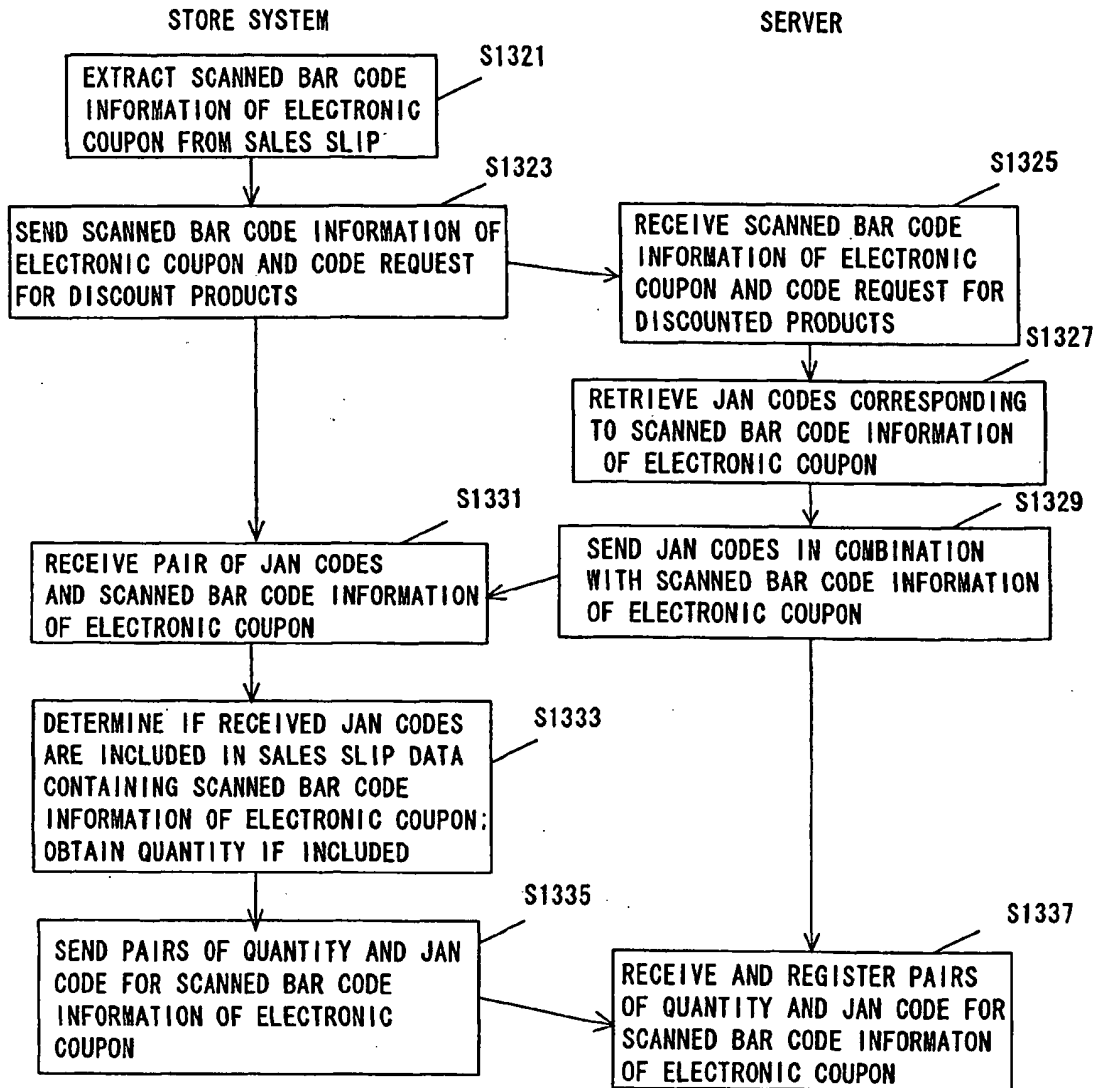 STORE SYSTEM
SERVER
S1321
EXTRACT SCANNED BAR CODE
INFORMATION OF ELECTRONIC
COUPON FROM SALES SLIP
S1323
SEND SCANNED BAR CODE INFORMATION OF
ELECTRONIC COUPON AND CODE REQUEST
FOR DISCOUNT PRODUCTS
S1325
RECEIVE SCANNED BAR CODE
INFORMATION OF ELECTRONIC
COUPON AND CODE REQUEST FOR
DISCOUNTED PRODUCTS
S1327
RETRIEVE JAN CODES CORRESPONDING
TO SCANNED BAR CODE INFORMATION
OF ELECTRONIC COUPON
S1329
SEND JAN CODES IN COMBINATION
WITH SCANNED BAR CODE INFORMATION
OF ELECTRONIC COUPON
S1331
RECEIVE PAIR OF JAN CODES
AND SCANNED BAR CODE INFORMATION
OF ELECTRONIC COUPON
S1333
DETERMINE IF RECEIVED JAN CODES
ARE INCLUDED IN SALES SLIP DATA
CONTAINING SCANNED BAR CODE
INFORMATION OF ELECTRONIC COUPON;
OBTAIN QUANTITY IF INCLUDED
S1335
SEND PAIRS OF QUANTITY AND JAN
CODE FOR SCANNED BAR CODE
INFORMATION OF ELECTRONIC
COUPON
S1337
RECEIVE AND REGISTER PAIRS
OF QUANTITY AND JAN CODE FOR
SCANNED BAR CODE INFORMATON
OF ELECTRONIC COUPON